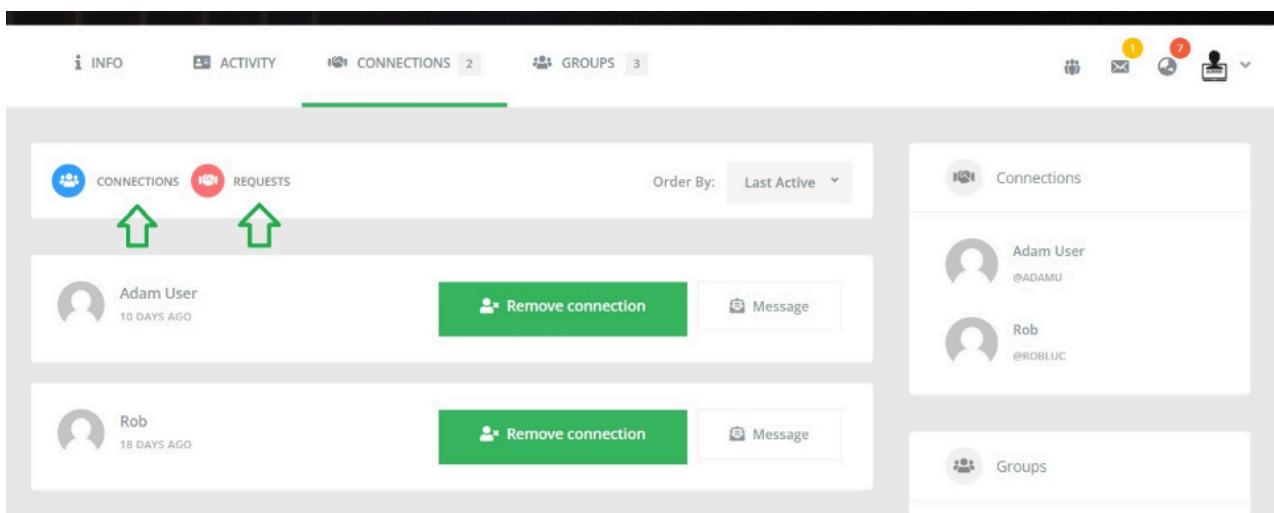 INFO
ACTIVITY
CONNECTIONS 2
GROUPS 3
1
7
CONNECTIONS
REQUESTS
Order By:
Last Active
Connections
Adam User
10 DAYS AGO
Remove connection
Message
Adam User
@ADAMU
Rob
@ROBLUC
Rob
18 DAYS AGO
Remove connection
Message
Groups